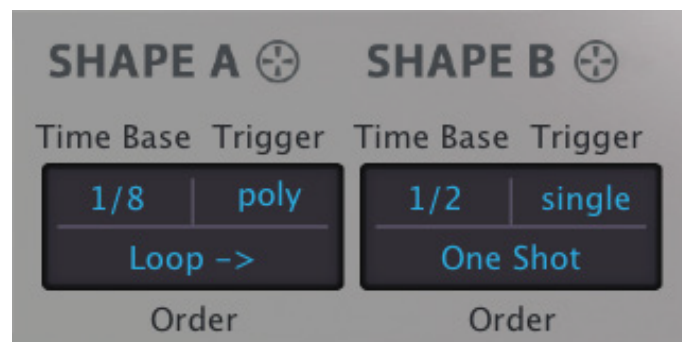 SHAPE A SHAPE B
Time Base Trigger Time Base Trigger
1/8 poly 1/2 single
Loop -> One Shot
Order Order